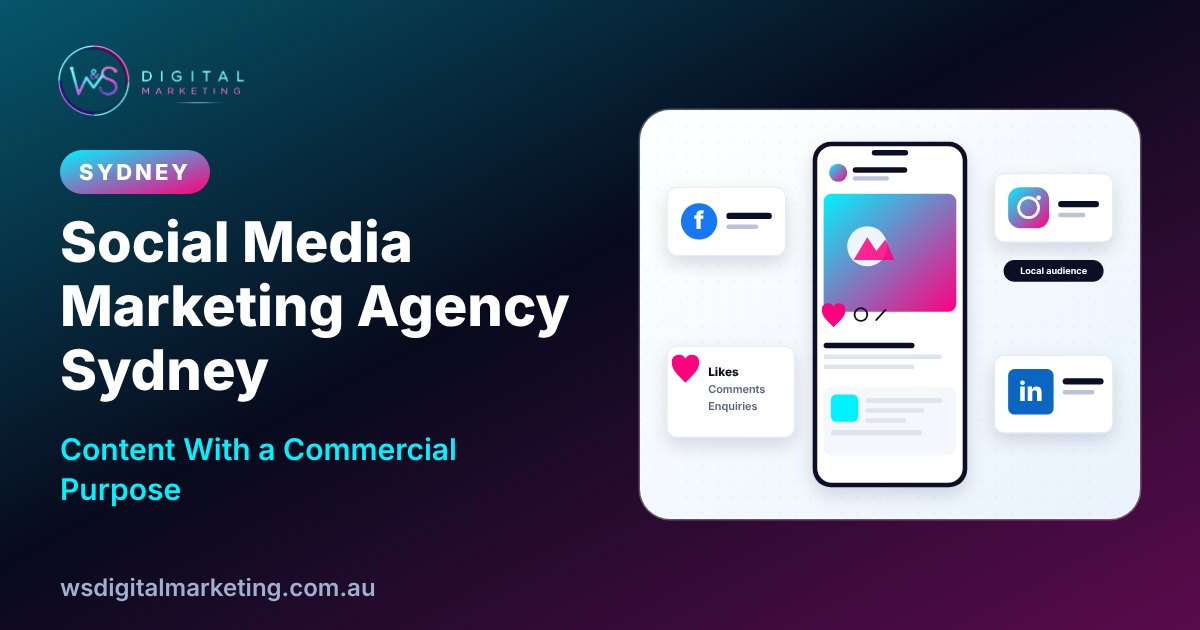 W&S DIGITAL
MARKETING
SYDNEY
Social Media
Marketing Agency
Sydney
Content With a Commercial
Purpose
wsdigitalmarketing.com.au
f
Local audience
Likes
Comments
Enquiries
in